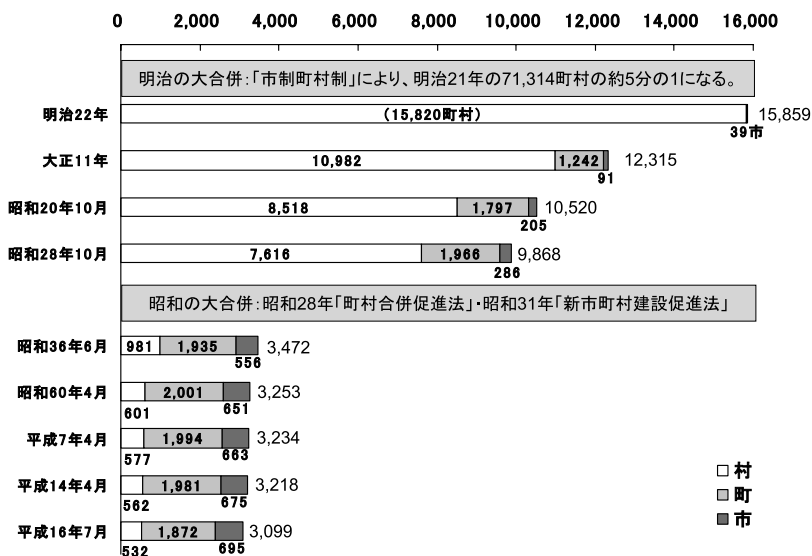 0 2,000 4,000 6,000 8,000 10,000 12,000 14,000 16,000
明治の大合併:「市制町村制」により、明治21年の71,314町村の約5分の1になる。
明治22年 (15,820町村) 15,859
39市
大正11年 10,982 1,242 12,315
91
昭和20年10月 8,518 1,797 10,520
205
昭和28年10月 7,616 1,966 9,868
286
昭和の大合併:昭和28年「町村合併促進法」・昭和31年「新市町村建設促進法」
昭和36年6月 981 1,935 3,472
556
昭和60年4月 2,001 3,253
601 651
平成7年4月 1,994 3,234
577 663
平成14年4月 1,981 3,218
562 675
平成16年7月 1,872 3,099
532 695
村
町
市